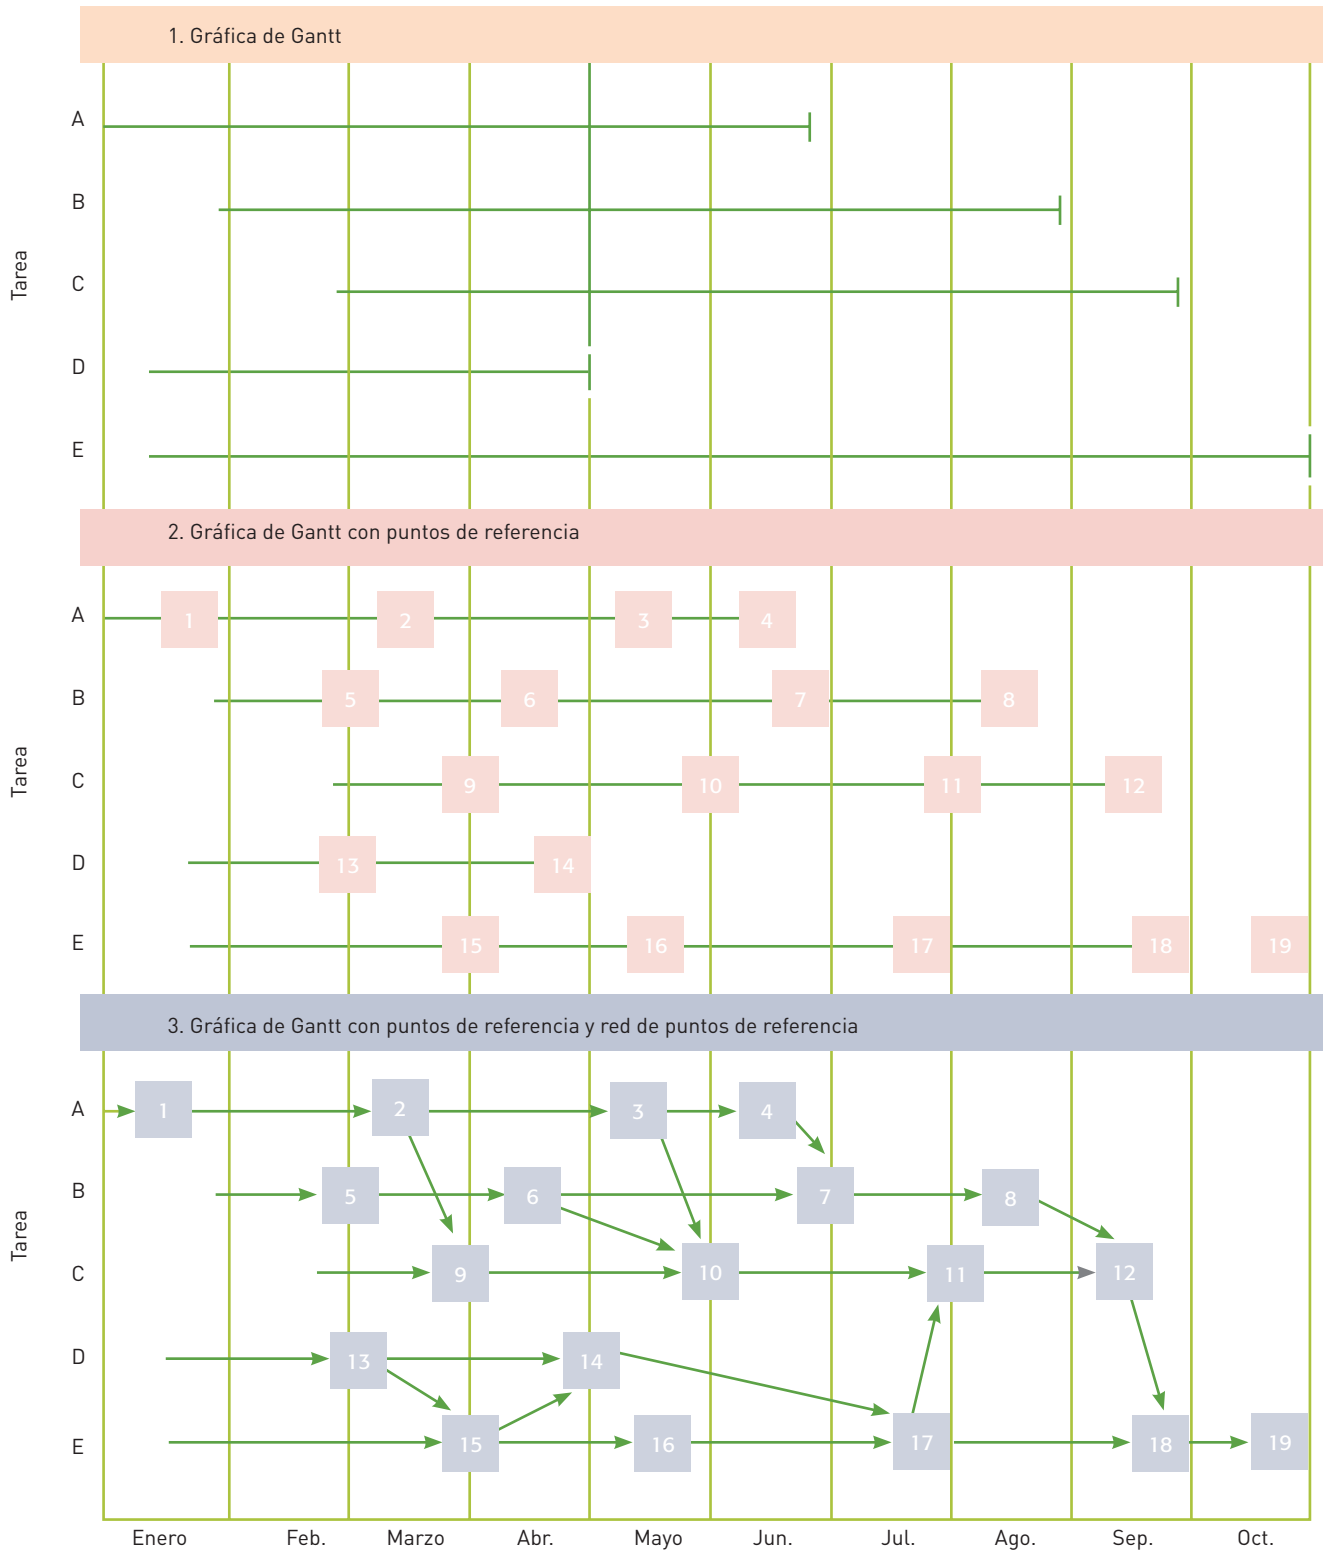 1. Gráfica de Gantt
Tarea
A
B
C
D
E
2. Gráfica de Gantt con puntos de referencia
Tarea
A 1 2 3 4
B 5 6 7 8
C 9 10 11 12
D 13 14
E 15 16 17 18 19
3. Gráfica de Gantt con puntos de referencia y red de puntos de referencia
Tarea
A 1 2 3 4
B 5 6 7 8
C 9 10 11 12
D 13 14
E 15 16 17 18 19
Enero Feb. Marzo Abr. Mayo Jun. Jul. Ago. Sep. Oct.